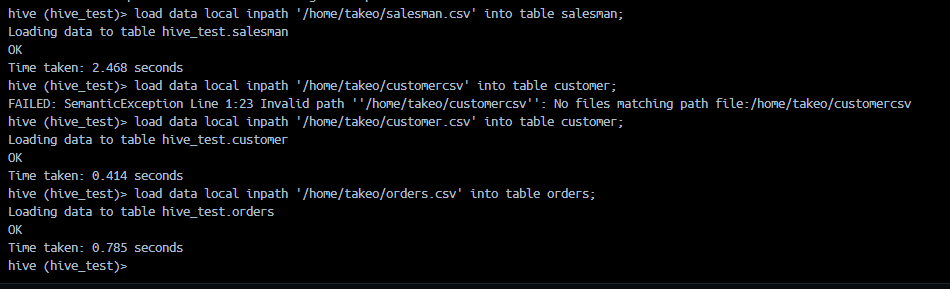 hive (hive_test)> load data local inpath '/home/takeo/salesman.csv' into table salesman;
Loading data to table hive_test.salesman
OK
Time taken: 2.468 seconds
hive (hive_test)> load data local inpath '/home/takeo/customercsv' into table customer;
FAILED: SemanticException Line 1:23 Invalid path ''/home/takeo/customercsv'': No files matching path file:/home/takeo/customercsv
hive (hive_test)> load data local inpath '/home/takeo/customer.csv' into table customer;
Loading data to table hive_test.customer
OK
Time taken: 0.414 seconds
hive (hive_test)> load data local inpath '/home/takeo/orders.csv' into table orders;
Loading data to table hive_test.orders
OK
Time taken: 0.785 seconds
hive (hive_test)>